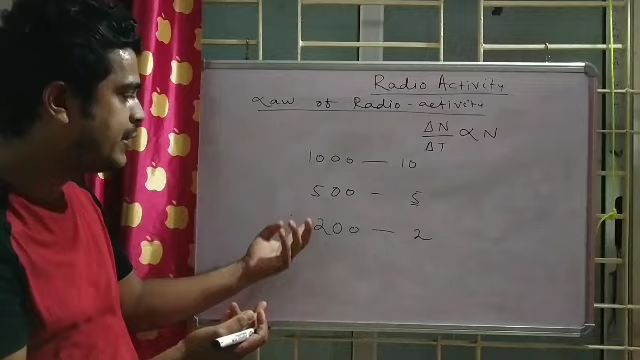 Radio Activity
Law of Radio-activity
ΔN/ΔT ∝ N
1000 — 10
500 - 5
200 — 2